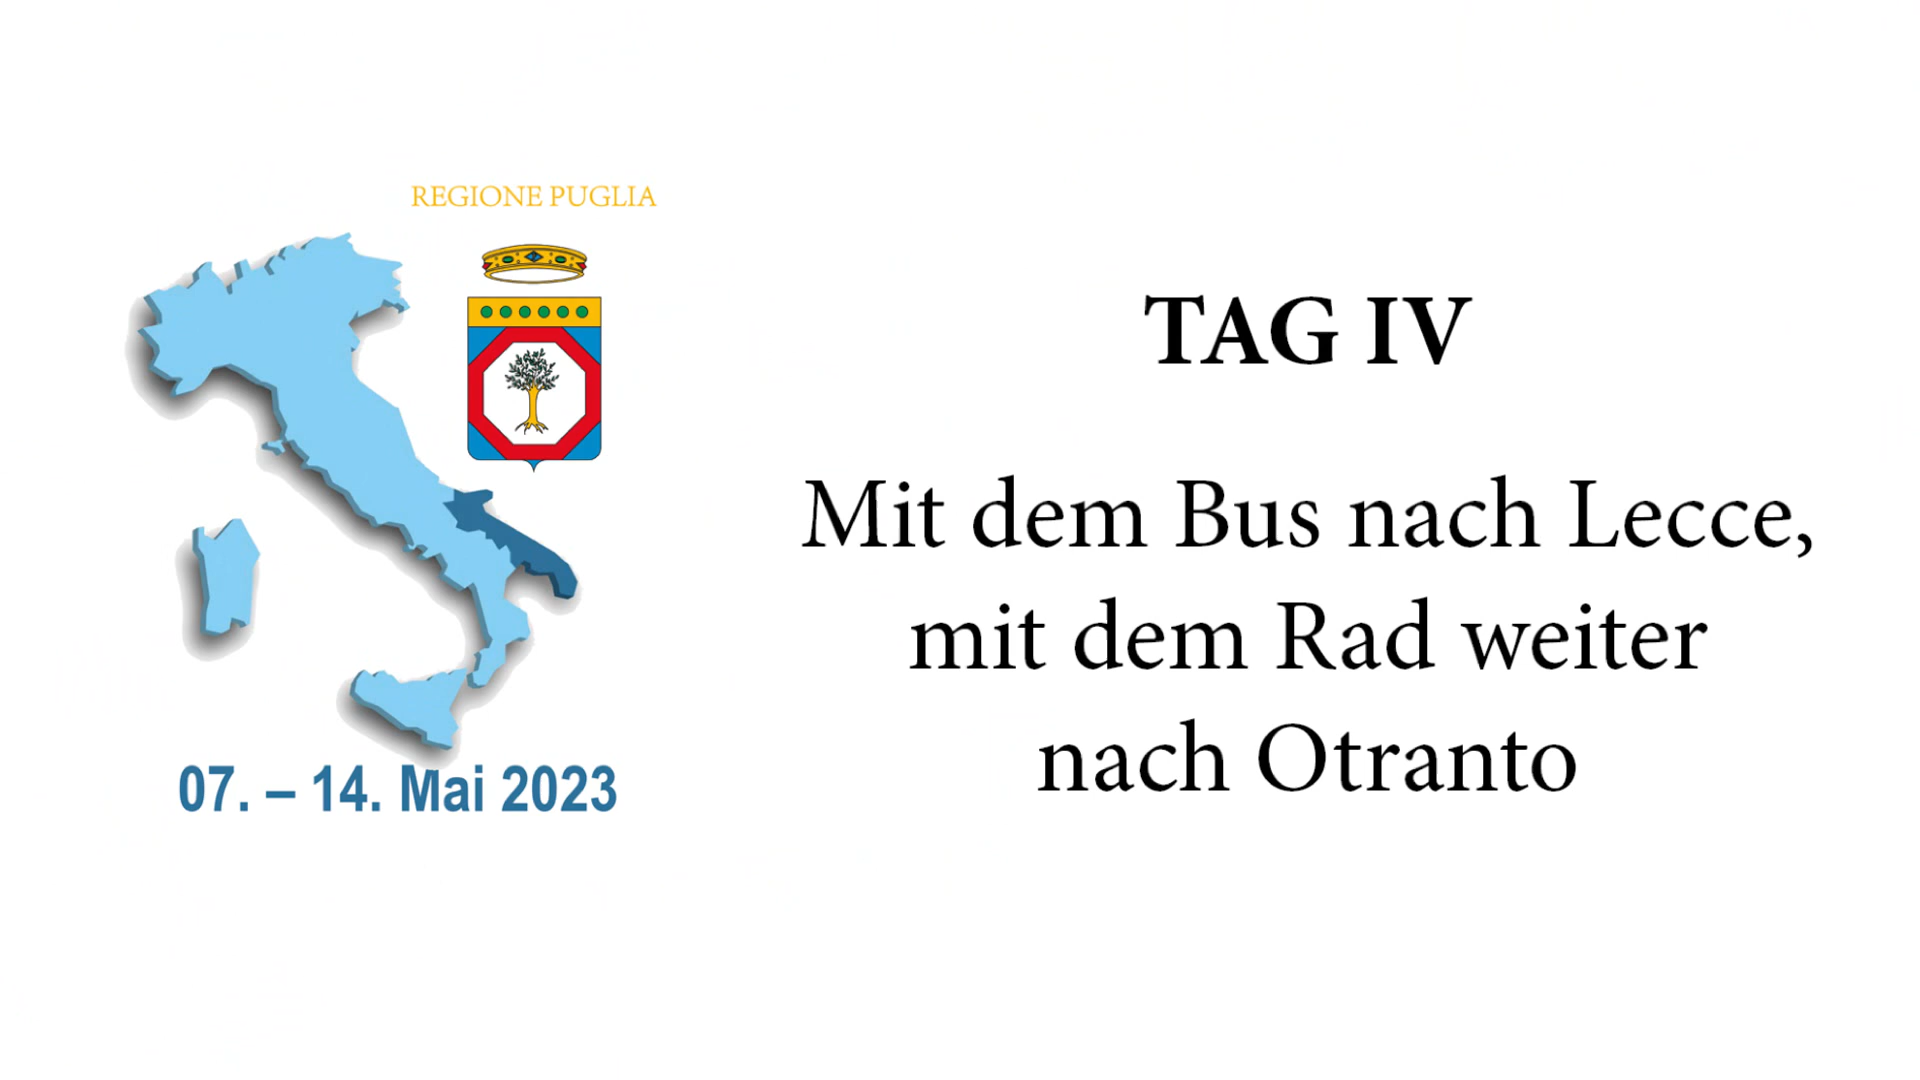 REGIONE PUGLIA
07. – 14. Mai 2023
TAG IV
Mit dem Bus nach Lecce,
mit dem Rad weiter
nach Otranto